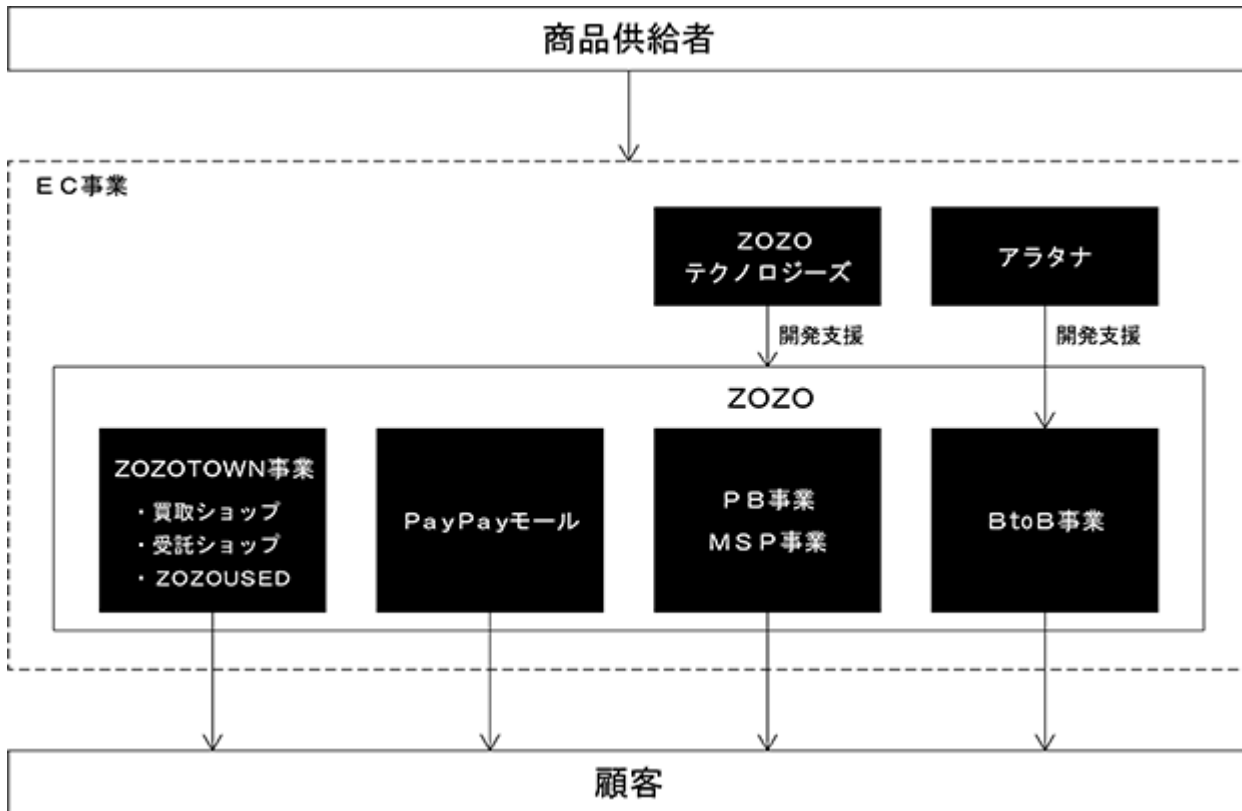 商品供給者
ＥＣ事業
ＺＯＺＯ
テクノロジーズ
アラタナ
開発支援
開発支援
ＺＯＺＯ
ZOZOTOWN事業
・買取ショップ
・受託ショップ
・ZOZOUSED
ＰａｙＰａｙモール
ＰＢ事業
ＭＳＰ事業
ＢｔｏＢ事業
顧客